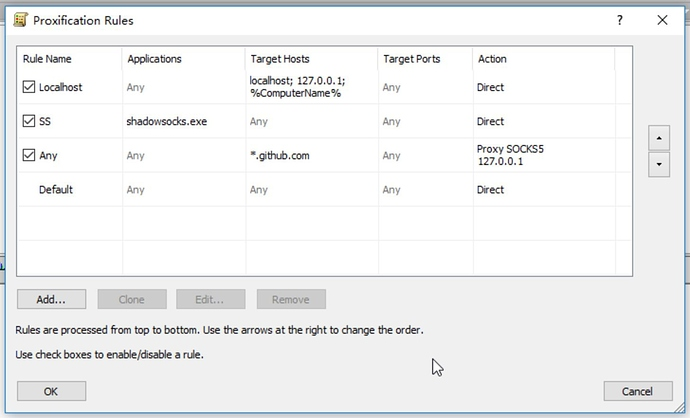 Proxification Rules
Rule Name Applications Target Hosts Target Ports Action
Localhost Any localhost; 127.0.0.1; %ComputerName% Any Direct
SS shadowsocks.exe Any Any Direct
Any Any *.github.com Any Proxy SOCKS5 127.0.0.1
Default Any Any Any Direct
Add... Clone Edit... Remove
Rules are processed from top to bottom. Use the arrows at the right to change the order.
Use check boxes to enable/disable a rule.
OK Cancel